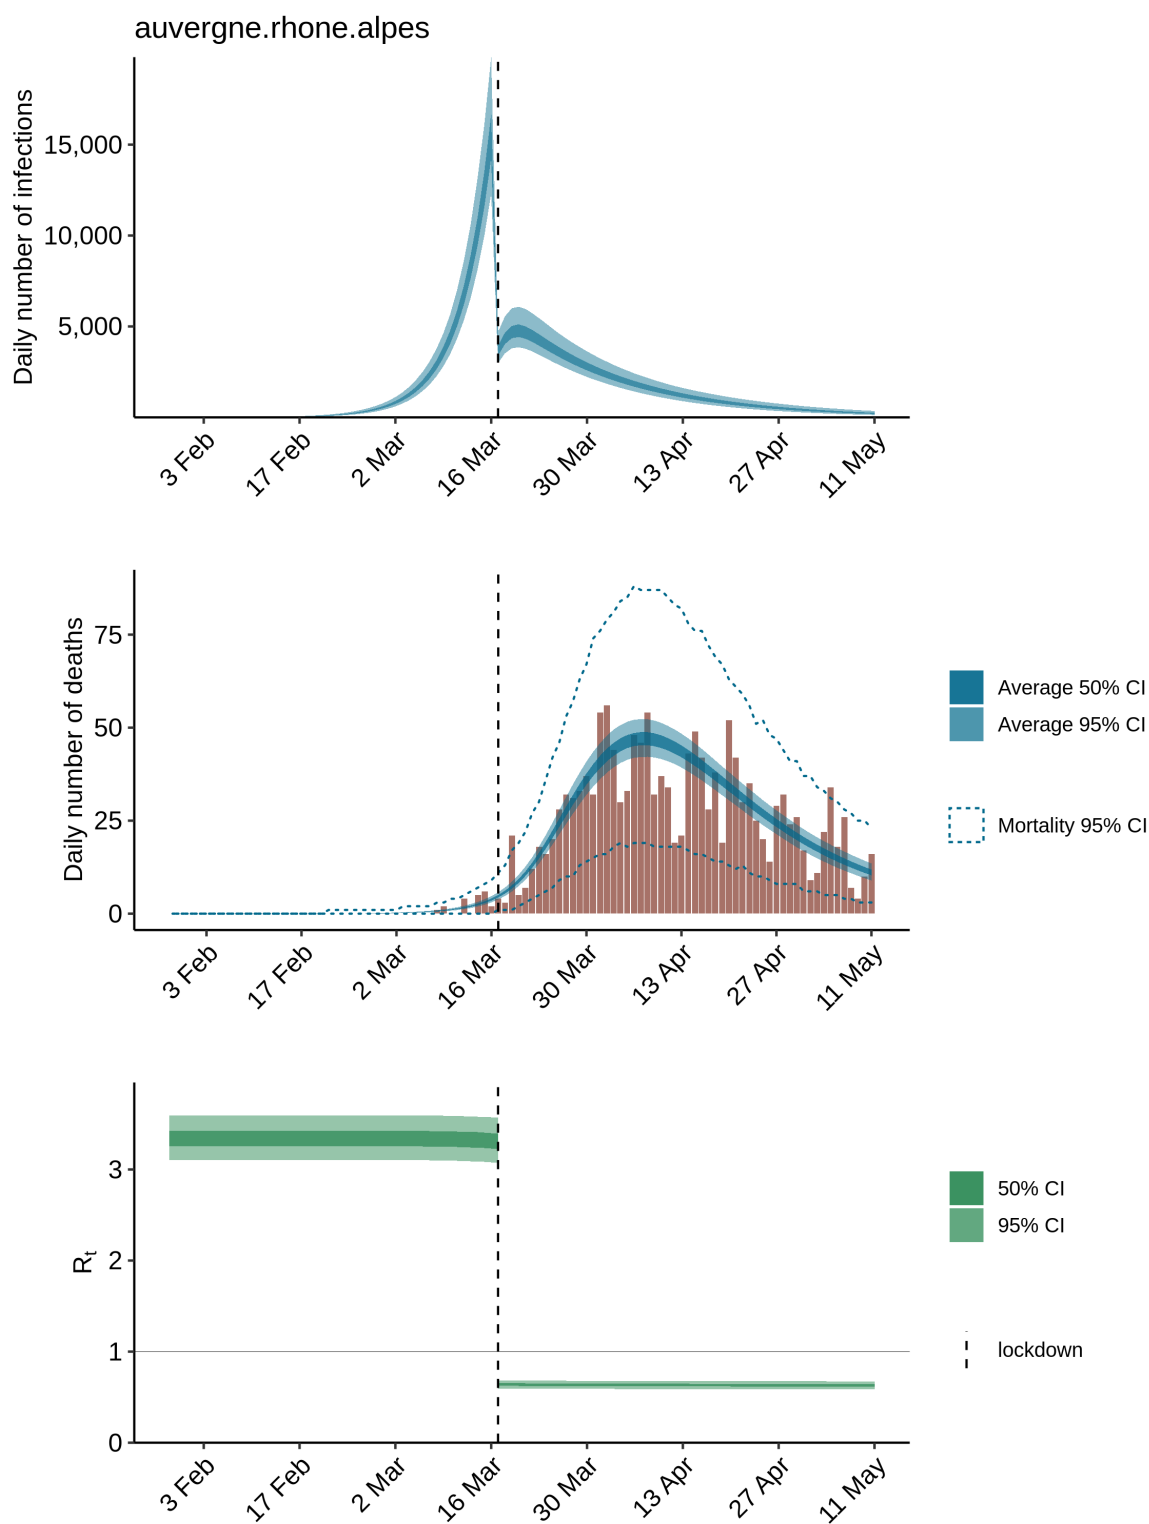 auvergne.rhone.alpes
Daily number of infections
15,000
10,000
5,000
3 Feb
17 Feb
2 Mar
16 Mar
30 Mar
13 Apr
27 Apr
11 May
Daily number of deaths
75
50
25
0
3 Feb
17 Feb
2 Mar
16 Mar
30 Mar
13 Apr
27 Apr
11 May
Average 50% CI
Average 95% CI
Mortality 95% CI
Rt
3
2
1
0
3 Feb
17 Feb
2 Mar
16 Mar
30 Mar
13 Apr
27 Apr
11 May
50% CI
95% CI
lockdown